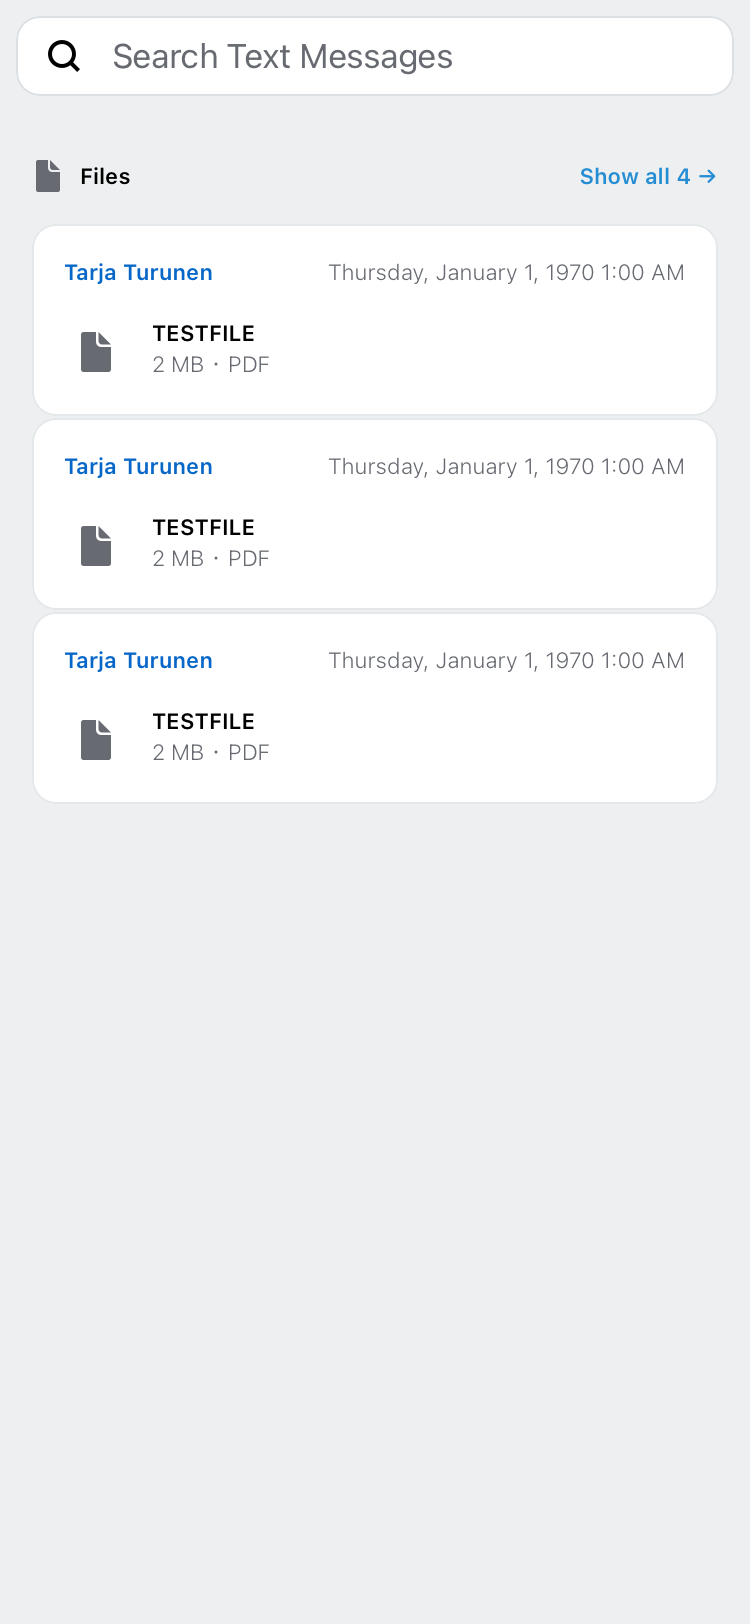 Search Text Messages
Files
Show all 4 →
Tarja Turunen
Thursday, January 1, 1970 1:00 AM
TESTFILE
2 MB · PDF
Tarja Turunen
Thursday, January 1, 1970 1:00 AM
TESTFILE
2 MB · PDF
Tarja Turunen
Thursday, January 1, 1970 1:00 AM
TESTFILE
2 MB · PDF